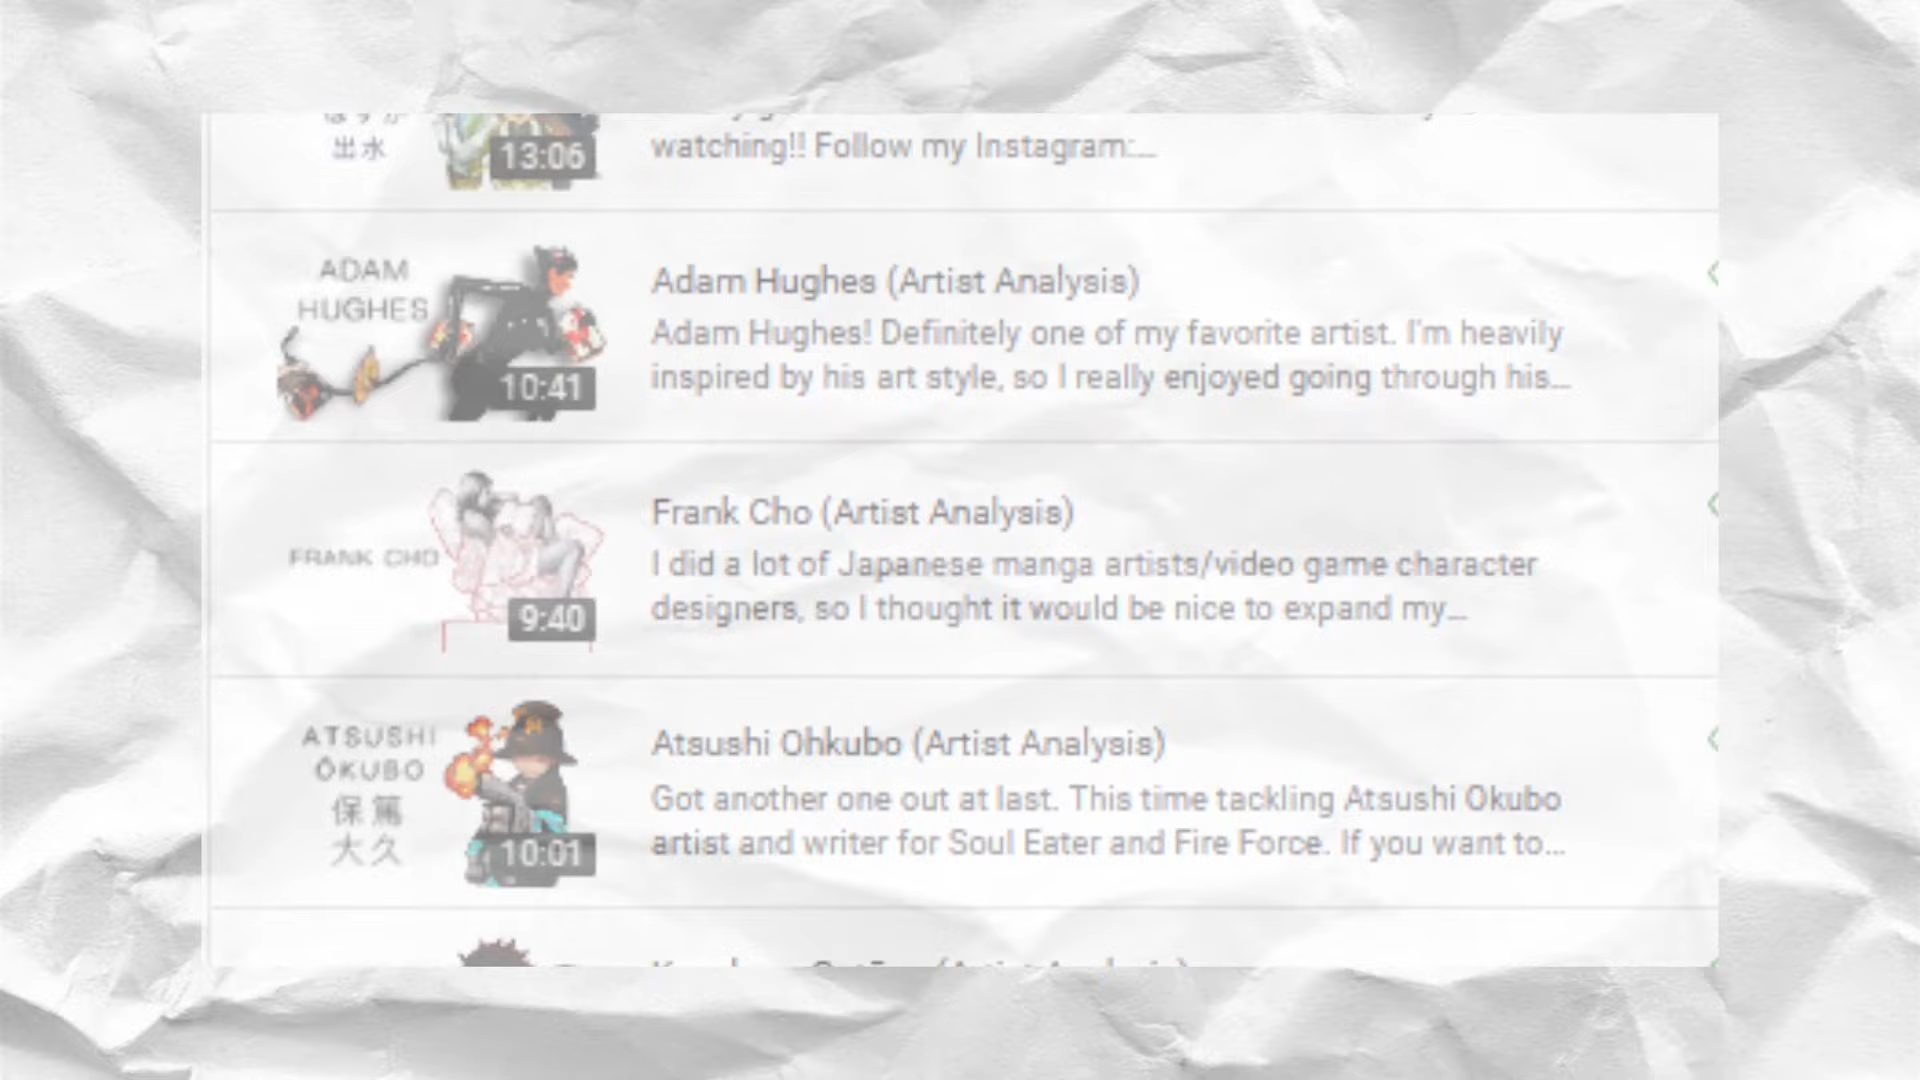 出水
13:06
watching!! Follow my Instagram:...
ADAM
HUGHES
10:41
Adam Hughes (Artist Analysis)
Adam Hughes! Definitely one of my favorite artist. I'm heavily
inspired by his art style, so I really enjoyed going through his...
FRANK CHO
9:40
Frank Cho (Artist Analysis)
I did a lot of Japanese manga artists/video game character
designers, so I thought it would be nice to expand my...
ATSUSHI
ŌKUBO
保篤
大久
10:01
Atsushi Ohkubo (Artist Analysis)
Got another one out at last. This time tackling Atsushi Okubo
artist and writer for Soul Eater and Fire Force. If you want to...